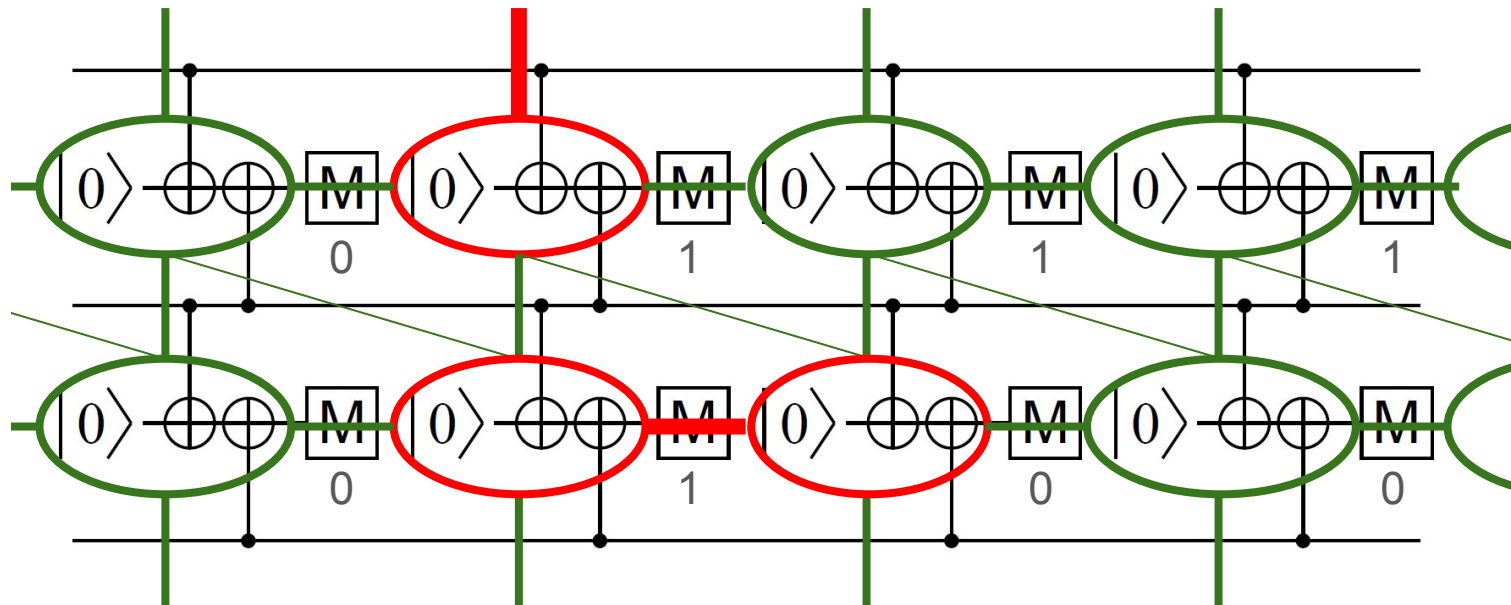 |0⟩ M |0⟩ M |0⟩ M |0⟩ M
0 1 1 1
|0⟩ M |0⟩ M |0⟩ M |0⟩ M
0 1 0 0